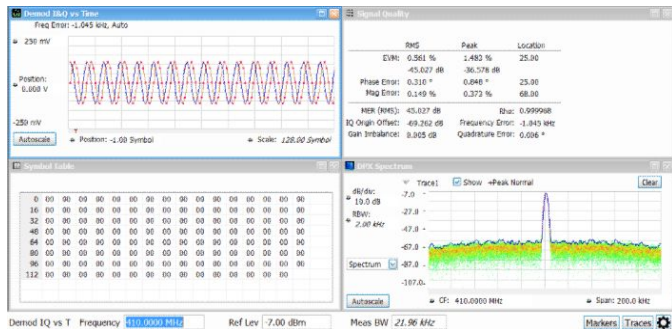 Demod I&Q vs Time
Freq Error: -1.045 kHz, Auto
250 mV
Position:
0.000 V
-250 mV
Autoscale
Position: -1.00 Symbol
Scale: 128.00 Symbol
Signal Quality
RMS Peak Location
EVM: 0.561 % 1.483 % 25.00
-45.027 dB -36.578 dB
Phase Error: 0.310 ° 0.848 ° 25.00
Mag Error: 0.149 % 0.373 % 68.00
MER (RMS): 45.027 dB Rho: 0.999968
IQ Origin Offset: -69.262 dB Frequency Error: -1.045 kHz
Gain Imbalance: 0.005 dB Quadrature Error: 0.006 °
Symbol Table
0 00 00 00 00 00 00 00 00 00 00 00 00 00 00 00 00
16 00 00 00 00 00 00 00 00 00 00 00 00 00 00 00 00
32 00 00 00 00 00 00 00 00 00 00 00 00 00 00 00 00
48 00 00 00 00 00 00 00 00 00 00 00 00 00 00 00 00
64 00 00 00 00 00 00 00 00 00 00 00 00 00 00 00 00
80 00 00 00 00 00 00 00 00 00 00 00 00 00 00 00 00
96 00 00 00 00 00 00 00 00 00 00 00 00 00 00 00 00
112 00 00 00 00 00 00 00 00 00 00 00 00 00 00 00
DPX Spectrum
Trace1 Show +Peak Normal
Clear
dB/div:
10.0 dB
RBW:
2.00 kHz
-7.0
-27.0
-47.0
-67.0
-87.0
-107.0
Spectrum
Autoscale
CF: 410.0000 MHz
Span: 200.0 kHz
Demod IQ vs T Frequency 410.0000 MHz Ref Lev -7.00 dBm Meas BW 21.96 kHz Markers Traces